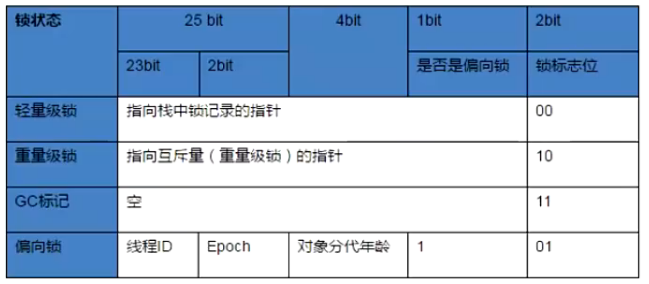 锁状态 25 bit 4bit 1bit 2bit
23bit 2bit 是否是偏向锁 锁标志位
轻量级锁 指向栈中锁记录的指针 00
重量级锁 指向互斥量（重量级锁）的指针 10
GC标记 空 11
偏向锁 线程ID Epoch 对象分代年龄 1 01